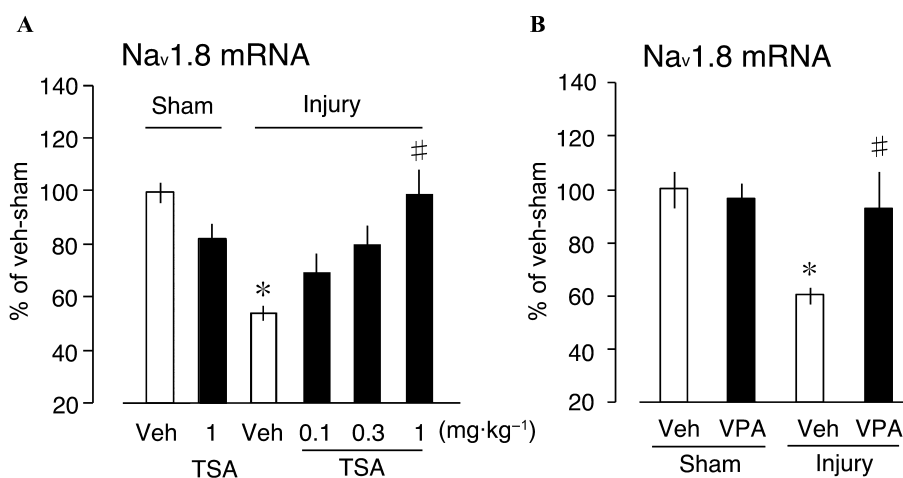 A
Naᵥ1.8 mRNA
% of veh-sham
140
120
100
80
60
40
20
Sham
Injury
*
#
Veh 1 Veh 0.1 0.3 1 (mg·kg⁻¹)
TSA TSA
B
Naᵥ1.8 mRNA
% of veh-sham
140
120
100
80
60
40
20
*
#
Veh VPA Veh VPA
Sham Injury